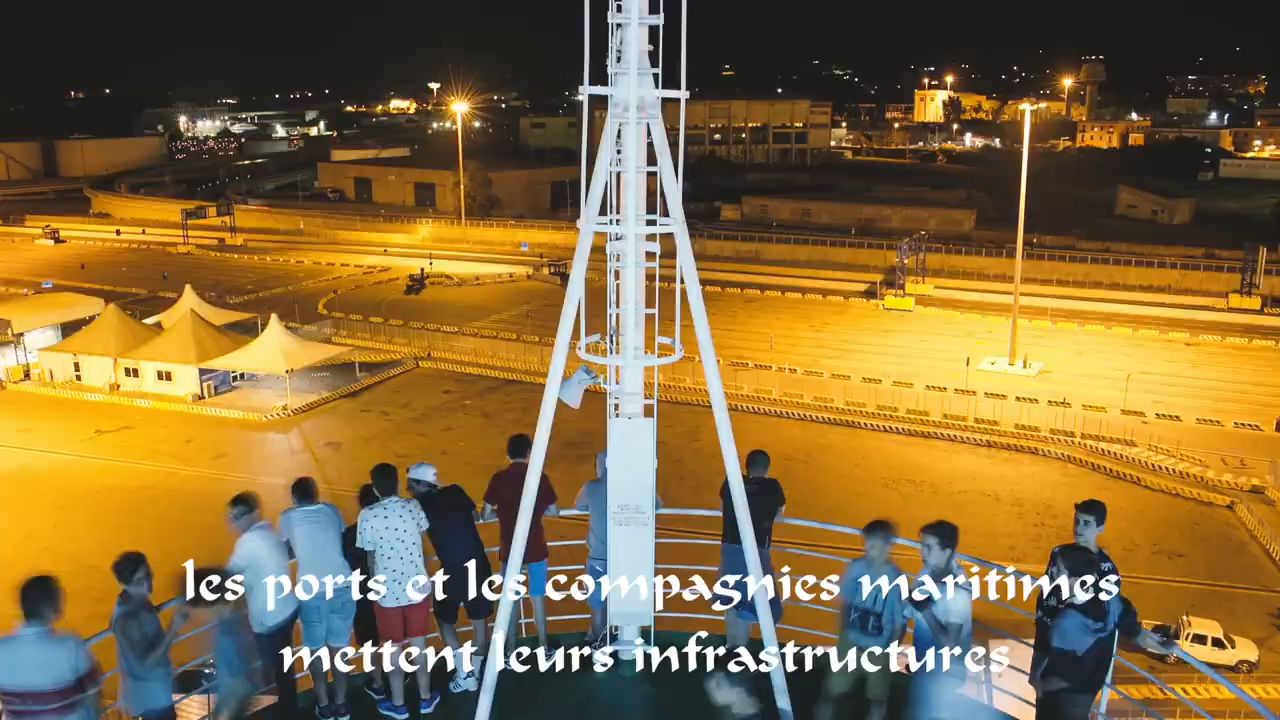 les ports et les compagnies maritimes
mettent leurs infrastructures